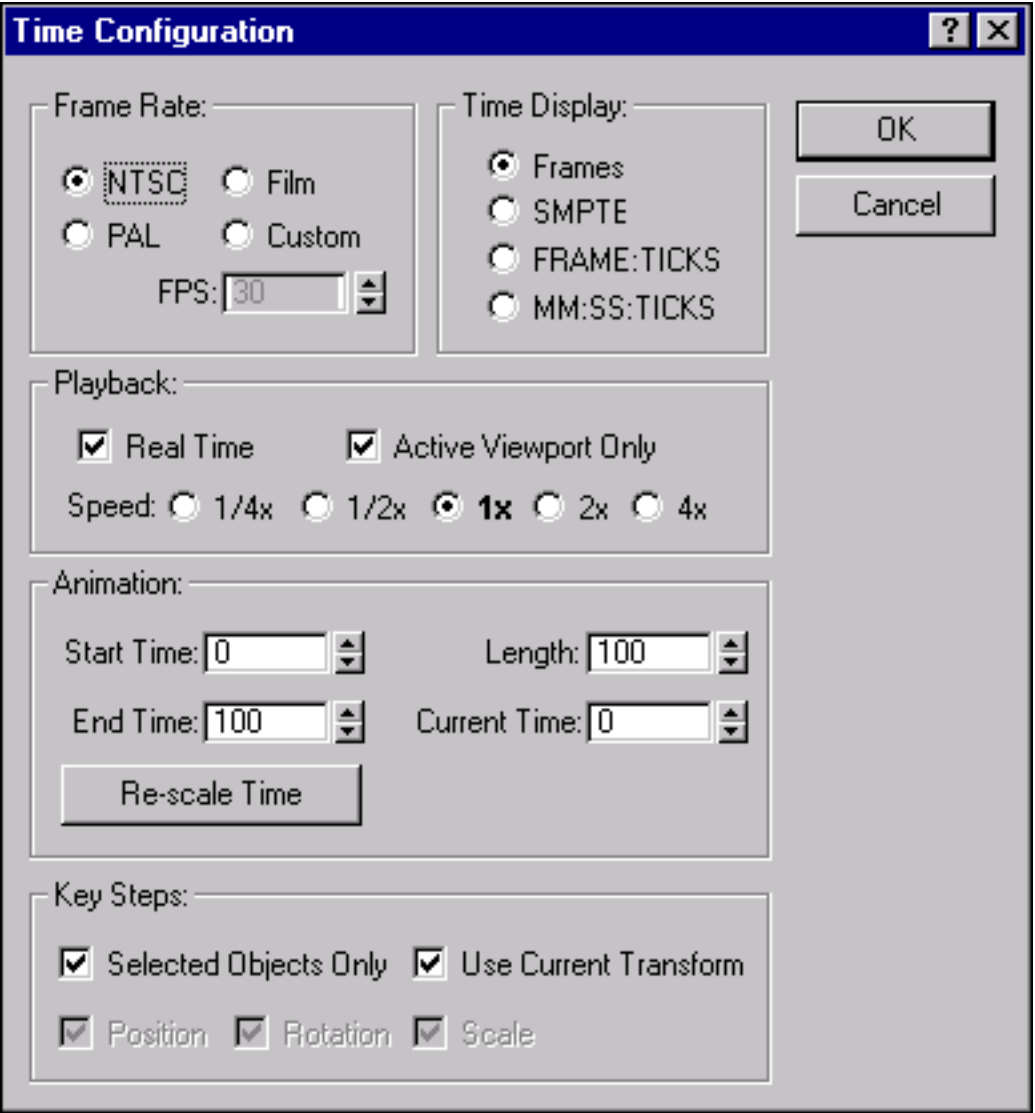 Time Configuration
Frame Rate:
NTSC Film
PAL Custom
FPS: 30
Time Display:
Frames
SMPTE
FRAME:TICKS
MM:SS:TICKS
OK
Cancel
Playback:
Real Time Active Viewport Only
Speed: 1/4x 1/2x 1x 2x 4x
Animation:
Start Time: 0 Length: 100
End Time: 100 Current Time: 0
Re-scale Time
Key Steps:
Selected Objects Only Use Current Transform
Position Rotation Scale